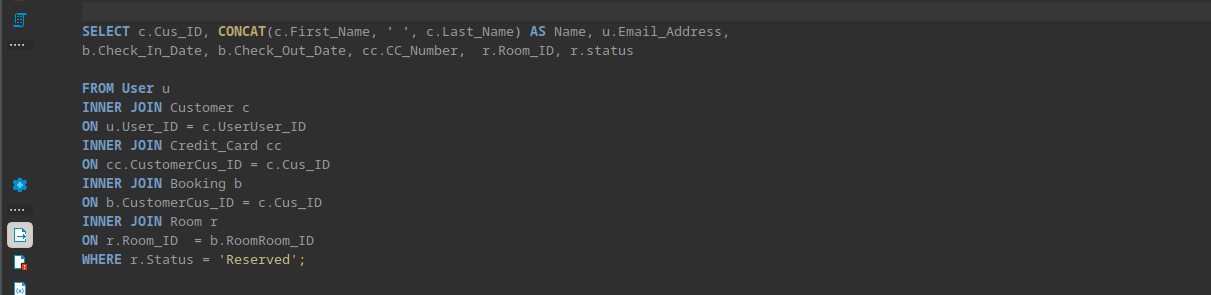 SELECT c.Cus_ID, CONCAT(c.First_Name, ' ', c.Last_Name) AS Name, u.Email_Address,
b.Check_In_Date, b.Check_Out_Date, cc.CC_Number,  r.Room_ID, r.status
FROM User u
INNER JOIN Customer c
ON u.User_ID = c.UserUser_ID
INNER JOIN Credit_Card cc
ON cc.CustomerCus_ID = c.Cus_ID
INNER JOIN Booking b
ON b.CustomerCus_ID = c.Cus_ID
INNER JOIN Room r
ON r.Room_ID  = b.RoomRoom_ID
WHERE r.Status = 'Reserved';